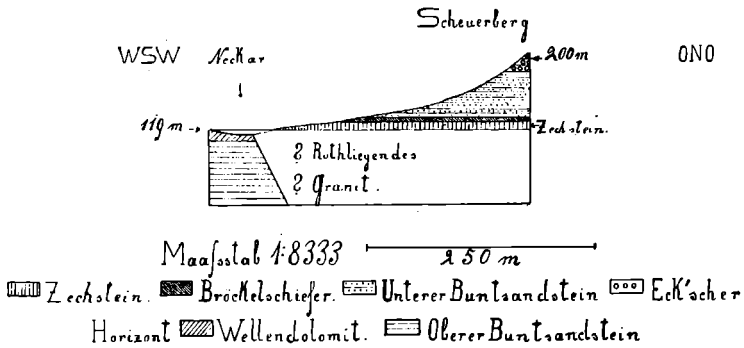 Scheuerberg
WSW Neckar 200m ONO
119m Zechstein.
? Rothliegendes
? Granit.
Maaſsstab 1:8333 250 m
Zechstein. Bröckelschiefer. Unterer Buntsandstein Eck'scher
Horizont Wellendolomit. Oberer Buntsandstein